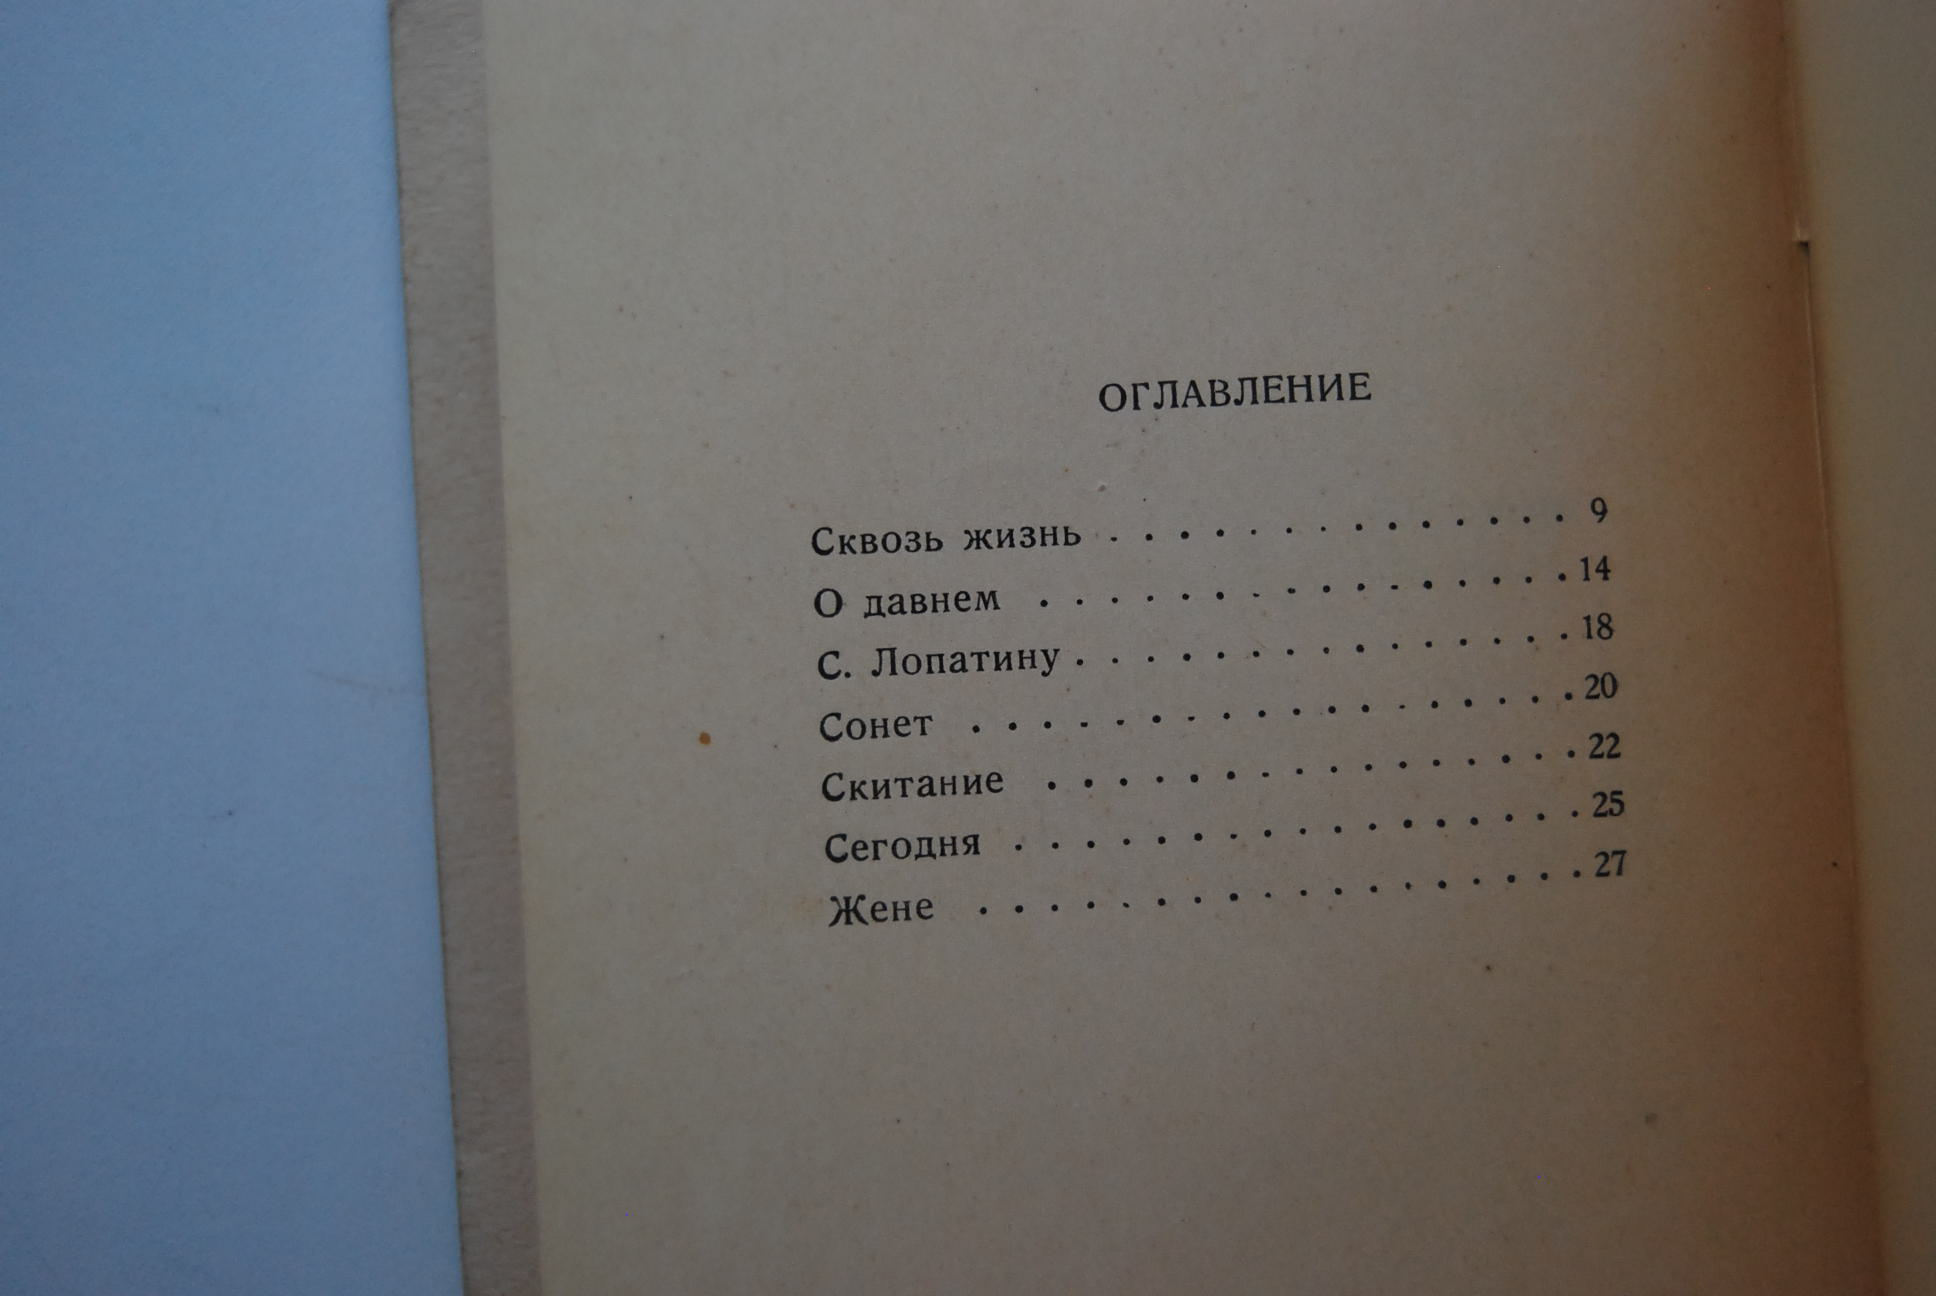 ОГЛАВЛЕНИЕ
Сквозь жизнь . . . . . . . . . . . . . . 9
О давнем . . . . . . . . . . . . . . . 14
С. Лопатину . . . . . . . . . . . . . . 18
Сонет . . . . . . . . . . . . . . . . . 20
Скитание . . . . . . . . . . . . . . . 22
Сегодня . . . . . . . . . . . . . . . . 25
Жене . . . . . . . . . . . . . . . . . 27